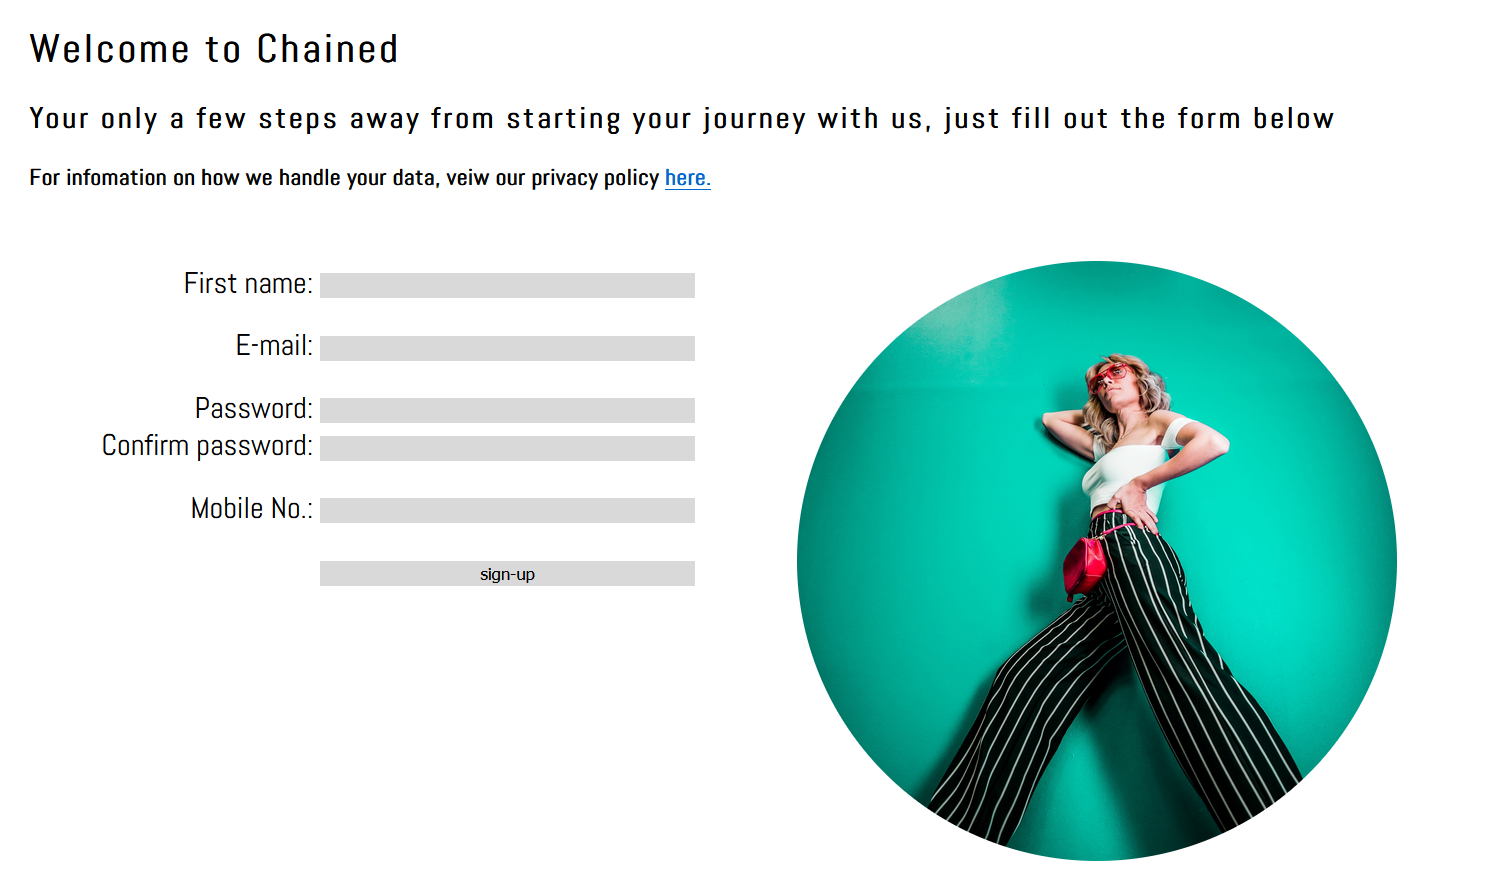 Welcome to Chained
Your only a few steps away from starting your journey with us, just fill out the form below
For infomation on how we handle your data, veiw our privacy policy here.
First name:
E-mail:
Password:
Confirm password:
Mobile No.:
sign-up